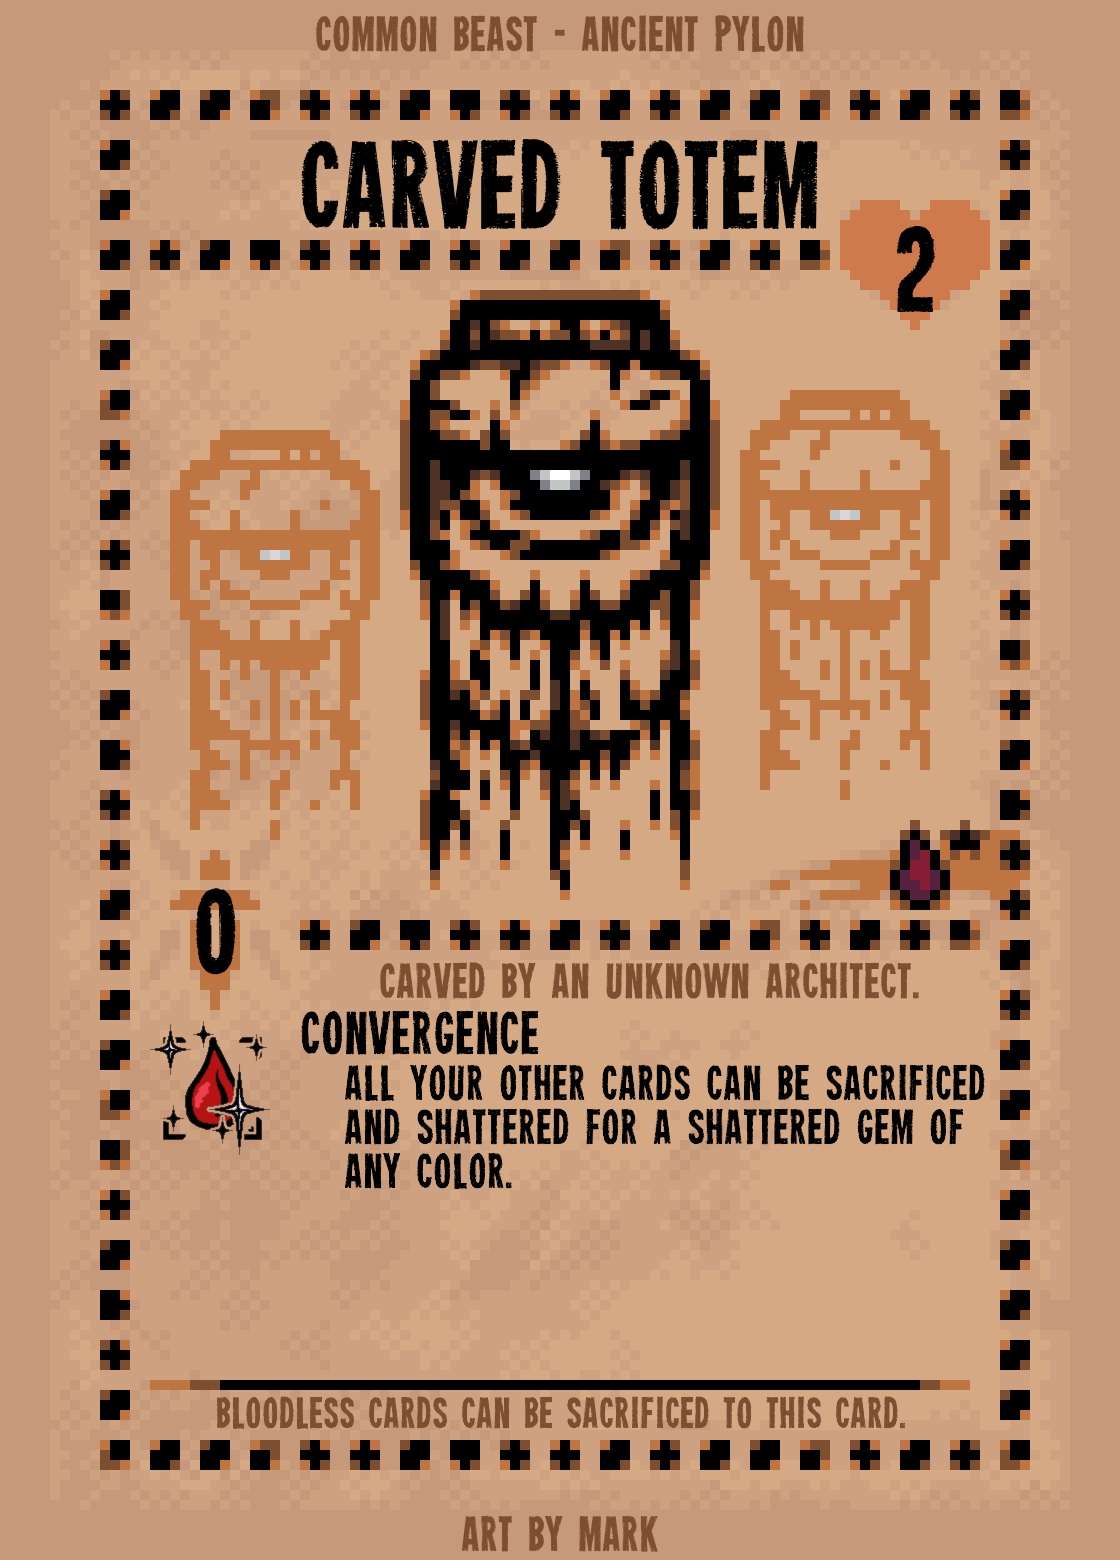 COMMON BEAST - ANCIENT PYLON
CARVED TOTEM
2
0
CARVED BY AN UNKNOWN ARCHITECT.
CONVERGENCE
ALL YOUR OTHER CARDS CAN BE SACRIFICED
AND SHATTERED FOR A SHATTERED GEM OF
ANY COLOR.
BLOODLESS CARDS CAN BE SACRIFICED TO THIS CARD.
ART BY MARK